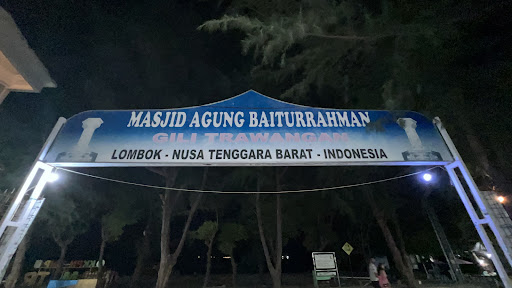 MASJID AGUNG BAITURRAHMAN
GILI TRAWANGAN
LOMBOK - NUSA TENGGARA BARAT - INDONESIA